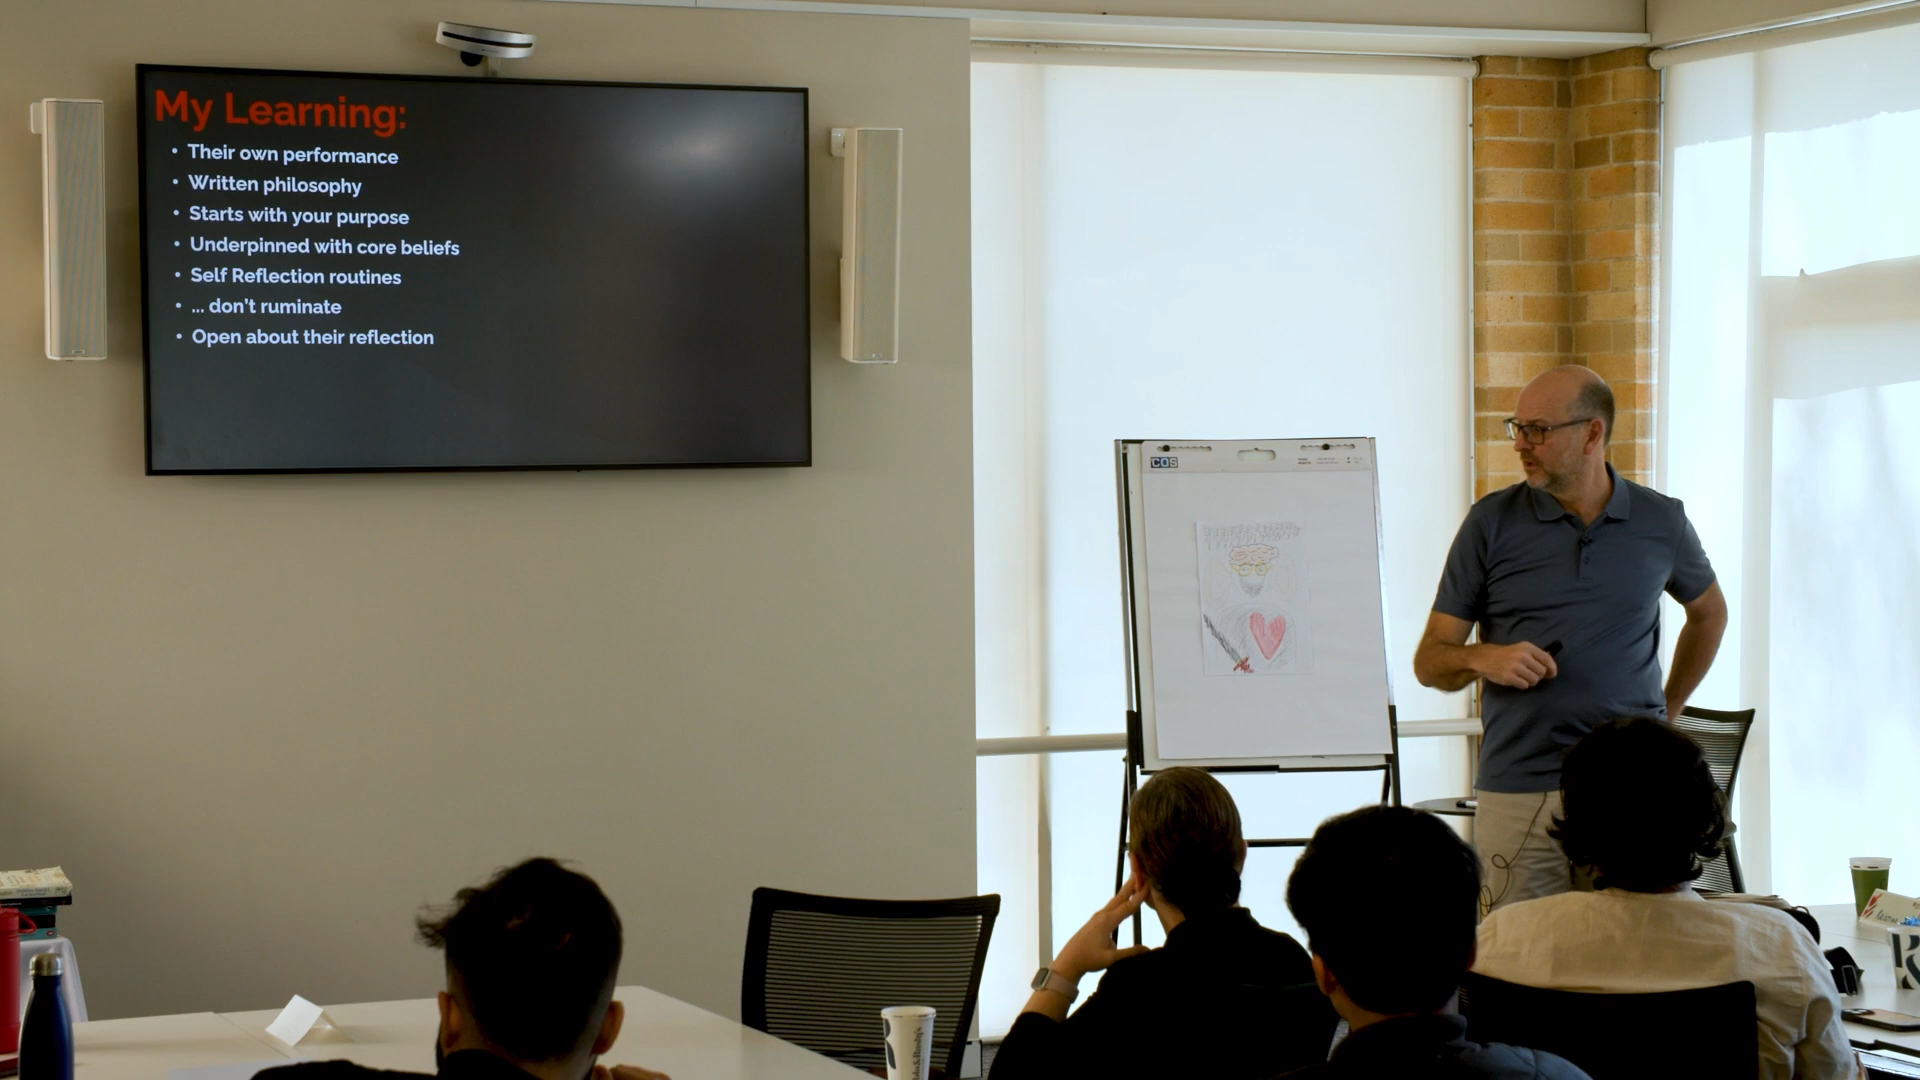 My Learning:
• Their own performance
• Written philosophy
• Starts with your purpose
• Underpinned with core beliefs
• Self Reflection routines
• ... don't ruminate
• Open about their reflection
COS